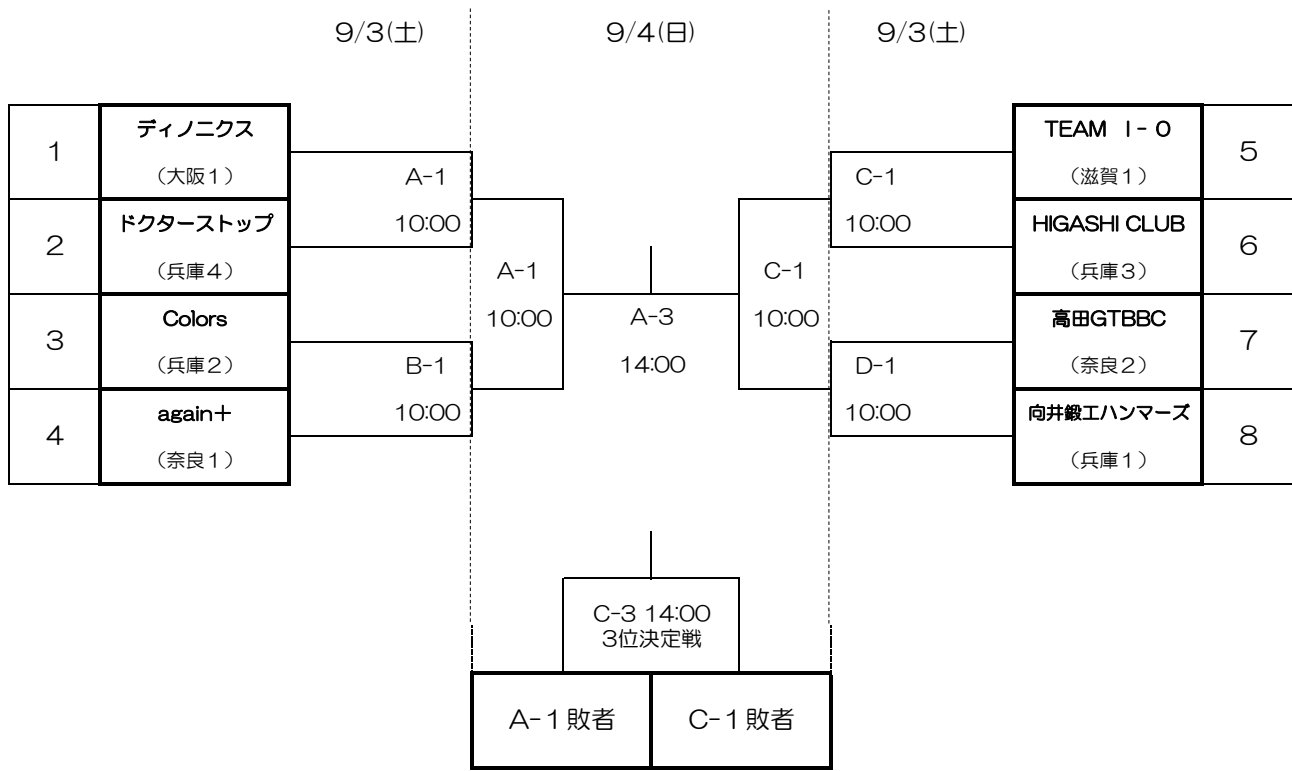 9/3(土)
9/4(日)
9/3(土)
1
ディノニクス
(大阪1)
2
ドクターストップ
(兵庫4)
3
Colors
(兵庫2)
4
again+
(奈良1)
A-1
10:00
B-1
10:00
A-1
10:00
A-3
14:00
C-1
10:00
C-1
10:00
D-1
10:00
TEAM I-O
(滋賀1)
5
HIGASHI CLUB
(兵庫3)
6
高田GTBBC
(奈良2)
7
向井鍛工ハンマーズ
(兵庫1)
8
C-3 14:00
3位決定戦
A-1敗者
C-1敗者